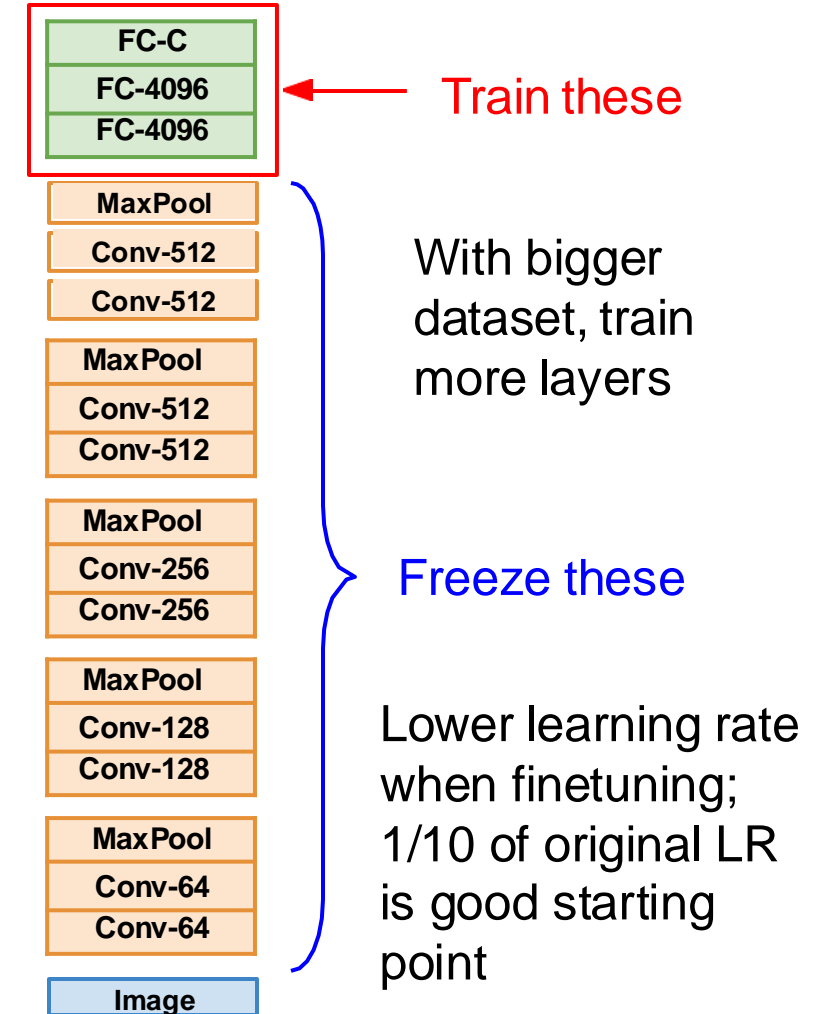 FC-C
FC-4096
FC-4096
Train these
MaxPool
Conv-512
Conv-512
With bigger
dataset, train
more layers
MaxPool
Conv-512
Conv-512
MaxPool
Conv-256
Conv-256
Freeze these
MaxPool
Conv-128
Conv-128
Lower learning rate
when finetuning;
1/10 of original LR
is good starting
point
MaxPool
Conv-64
Conv-64
Image